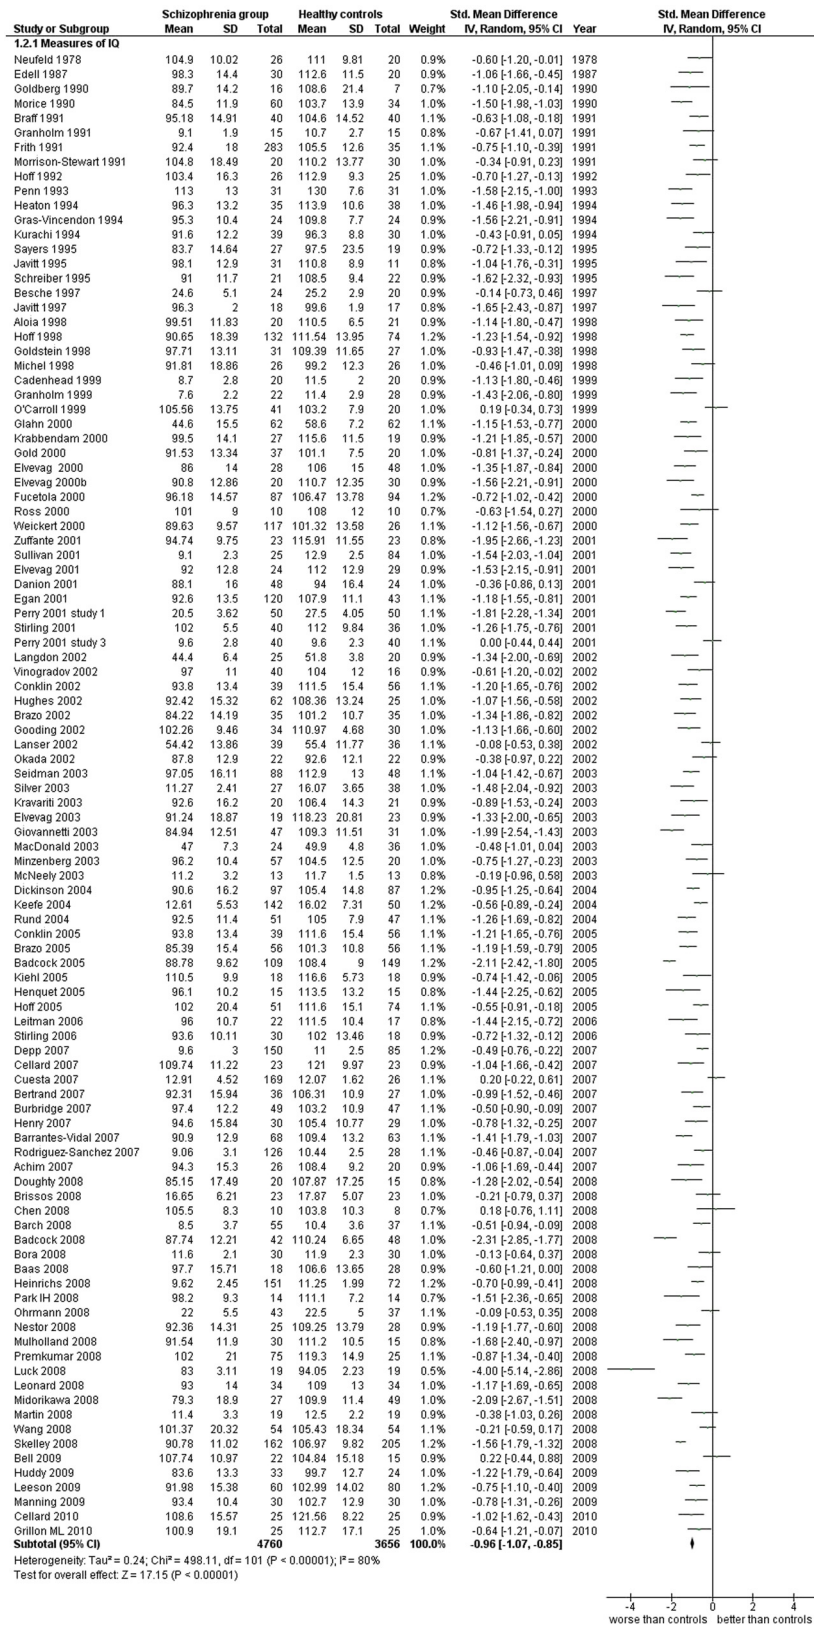 Schizophrenia group Healthy controls Std. Mean Difference Std. Mean Difference
Study or Subgroup Mean SD Total Mean SD Total Weight IV, Random, 95% CI Year IV, Random, 95% CI
1.2.1 Measures of IQ
Neufeld 1978 104.9 10.02 26 111 9.81 20 0.9% -0.60 [-1.20, -0.01] 1978
Edell 1987 98.3 14.4 30 112.6 11.5 20 0.9% -1.06 [-1.66, -0.45] 1987
Goldberg 1990 89.7 14.2 16 108.6 21.4 7 0.7% -1.10 [-2.05, -0.14] 1990
Morice 1990 84.5 11.9 60 103.7 13.9 34 1.0% -1.50 [-1.98, -1.03] 1990
Braff 1991 95.18 14.91 40 104.6 14.52 40 1.0% -0.63 [-1.08, -0.18] 1991
Granholm 1991 9.1 1.9 15 10.7 2.7 15 0.8% -0.67 [-1.41, 0.07] 1991
Frith 1991 92.4 18 283 105.5 12.6 35 1.1% -0.75 [-1.10, -0.39] 1991
Morrison-Stewart 1991 104.8 18.49 20 110.2 13.77 30 1.0% -0.34 [-0.91, 0.23] 1991
Hoff 1992 103.4 16.3 26 112.9 9.3 25 1.0% -0.70 [-1.27, -0.13] 1992
Penn 1993 113 13 31 130 7.6 31 1.0% -1.58 [-2.15, -1.00] 1993
Heaton 1994 96.3 13.2 35 113.9 10.6 38 1.0% -1.46 [-1.98, -0.94] 1994
Gras-Vincendon 1994 95.3 10.4 24 109.8 7.7 24 0.9% -1.56 [-2.21, -0.91] 1994
Kurachi 1994 91.6 12.2 39 96.3 8.8 30 1.0% -0.43 [-0.91, 0.05] 1994
Sayers 1995 83.7 14.64 27 97.5 23.5 19 0.9% -0.72 [-1.33, -0.12] 1995
Javitt 1995 98.1 12.9 31 110.8 8.9 11 0.9% -1.04 [-1.76, -0.31] 1995
Schreiber 1995 91 11.7 21 108.5 9.4 22 0.9% -1.62 [-2.32, -0.93] 1995
Besche 1997 24.6 5.1 24 25.2 2.9 20 0.9% -0.14 [-0.73, 0.46] 1997
Javitt 1997 96.3 2 18 99.6 1.9 17 0.8% -1.65 [-2.43, -0.87] 1997
Aloia 1998 99.51 11.83 20 110.5 6.5 21 0.9% -1.14 [-1.80, -0.47] 1998
Hoff 1998 90.65 18.39 132 111.54 13.95 74 1.1% -1.23 [-1.54, -0.92] 1998
Goldstein 1998 97.71 13.11 31 109.39 11.65 27 1.0% -0.93 [-1.47, -0.38] 1998
Michel 1998 91.81 18.86 26 99.2 12.3 26 1.0% -0.46 [-1.01, 0.09] 1998
Cadenhead 1999 8.7 2.8 20 11.5 2 20 0.9% -1.13 [-1.80, -0.46] 1999
Granholm 1999 7.6 2.2 22 11.4 2.9 28 0.9% -1.43 [-2.06, -0.80] 1999
O'Carroll 1999 105.56 13.75 41 103.2 7.9 20 1.0% 0.19 [-0.34, 0.73] 1999
Glahn 2000 44.6 15.5 62 58.6 7.2 62 1.1% -1.15 [-1.53, -0.77] 2000
Krabbendam 2000 99.5 14.1 27 115.6 11.5 19 0.9% -1.21 [-1.85, -0.57] 2000
Gold 2000 91.53 13.34 37 101.1 7.5 20 1.0% -0.81 [-1.37, -0.24] 2000
Elvevag 2000 86 14 28 106 15 48 1.0% -1.35 [-1.87, -0.84] 2000
Elvevag 2000b 90.8 12.86 20 110.7 12.35 30 0.9% -1.56 [-2.21, -0.91] 2000
Fucetola 2000 96.18 14.57 87 106.47 13.78 94 1.2% -0.72 [-1.02, -0.42] 2000
Ross 2000 101 9 10 108 12 10 0.7% -0.63 [-1.54, 0.27] 2000
Weickert 2000 89.63 9.57 117 101.32 13.58 26 1.0% -1.12 [-1.56, -0.67] 2000
Zuffante 2001 94.74 9.75 23 115.91 11.55 23 0.9% -1.95 [-2.66, -1.23] 2001
Sullivan 2001 9.1 2.3 25 12.9 2.5 84 1.0% -1.54 [-2.03, -1.04] 2001
Elvevag 2001 92 12.8 24 112 12.9 29 0.9% -1.53 [-2.15, -0.91] 2001
Danion 2001 88.1 16 48 94 16.4 24 1.0% -0.36 [-0.86, 0.13] 2001
Egan 2001 92.6 13.5 120 107.9 11.1 43 1.1% -1.18 [-1.55, -0.81] 2001
Perry 2001 study 1 20.5 3.62 50 27.5 4.05 50 1.0% -1.81 [-2.28, -1.34] 2001
Stirling 2001 102 5.5 40 112 9.84 36 1.0% -1.26 [-1.75, -0.76] 2001
Perry 2001 study 3 9.6 2.8 40 9.6 2.3 40 1.1% 0.00 [-0.44, 0.44] 2001
Langdon 2002 44.4 6.4 25 51.8 3.8 20 0.9% -1.34 [-2.00, -0.69] 2002
Vinogradov 2002 97 11 40 104 12 16 0.9% -0.61 [-1.20, -0.02] 2002
Conklin 2002 93.8 13.4 39 111.5 15.4 56 1.0% -1.20 [-1.65, -0.76] 2002
Hughes 2002 92.42 15.32 62 108.36 13.24 25 1.0% -1.07 [-1.56, -0.58] 2002
Brazo 2002 84.22 14.19 35 101.2 10.7 35 1.0% -1.34 [-1.86, -0.82] 2002
Gooding 2002 102.26 9.46 34 110.97 4.68 30 1.0% -1.13 [-1.66, -0.60] 2002
Lanser 2002 54.42 13.86 39 55.4 11.77 36 1.1% -0.08 [-0.53, 0.38] 2002
Okada 2002 87.8 12.9 22 92.6 12.1 22 0.9% -0.38 [-0.97, 0.22] 2002
Seidman 2003 97.05 16.11 88 112.9 13 48 1.1% -1.04 [-1.42, -0.67] 2003
Silver 2003 11.27 2.41 27 16.07 3.65 38 1.0% -1.48 [-2.04, -0.92] 2003
Kravariti 2003 92.6 16.2 20 106.4 14.3 21 0.9% -0.89 [-1.53, -0.24] 2003
Elvevag 2003 91.24 18.87 19 118.23 20.81 23 0.9% -1.33 [-2.00, -0.65] 2003
Giovannetti 2003 84.94 12.51 47 109.3 11.51 31 1.0% -1.99 [-2.54, -1.43] 2003
MacDonald 2003 47 7.3 24 49.9 4.8 36 1.0% -0.48 [-1.01, 0.04] 2003
Minzenberg 2003 96.2 10.4 57 104.5 12.5 20 1.0% -0.75 [-1.27, -0.23] 2003
McNeely 2003 11.2 3.2 13 11.7 1.5 13 0.8% -0.19 [-0.96, 0.58] 2003
Dickinson 2004 90.6 16.2 97 105.4 14.8 87 1.2% -0.95 [-1.25, -0.64] 2004
Keefe 2004 12.61 5.53 142 16.02 7.31 50 1.2% -0.56 [-0.89, -0.24] 2004
Rund 2004 92.5 11.4 51 105 7.9 47 1.1% -1.26 [-1.69, -0.82] 2004
Conklin 2005 93.8 13.4 39 111.6 15.4 56 1.0% -1.21 [-1.65, -0.76] 2005
Brazo 2005 85.39 15.4 56 101.3 10.8 56 1.1% -1.19 [-1.59, -0.79] 2005
Badcock 2005 88.78 9.62 109 108.4 9 149 1.1% -2.11 [-2.42, -1.80] 2005
Kiehl 2005 110.5 9.9 18 116.6 5.73 18 0.9% -0.74 [-1.42, -0.06] 2005
Henquet 2005 96.1 10.2 15 113.5 13.2 15 0.8% -1.44 [-2.25, -0.62] 2005
Hoff 2005 102 20.4 51 111.6 15.1 74 1.1% -0.55 [-0.91, -0.18] 2005
Leitman 2006 96 10.7 22 111.5 10.4 17 0.9% -1.44 [-2.15, -0.72] 2006
Stirling 2006 93.6 10.11 30 102 13.46 18 0.9% -0.72 [-1.32, -0.12] 2006
Depp 2007 9.6 3 150 11 2.5 85 1.2% -0.49 [-0.76, -0.22] 2007
Cellard 2007 109.74 11.22 23 121 9.97 23 0.9% -1.04 [-1.66, -0.42] 2007
Cuesta 2007 12.91 4.52 169 12.07 1.62 26 1.1% 0.20 [-0.22, 0.61] 2007
Bertrand 2007 92.31 15.94 36 106.31 10.9 27 1.0% -0.99 [-1.52, -0.46] 2007
Burbridge 2007 97.4 12.2 49 103.2 10.9 47 1.1% -0.50 [-0.90, -0.09] 2007
Henry 2007 94.6 15.84 30 105.4 10.77 29 1.0% -0.78 [-1.32, -0.25] 2007
Barrantes-Vidal 2007 90.9 12.9 68 109.4 13.2 63 1.1% -1.41 [-1.79, -1.03] 2007
Rodriguez-Sanchez 2007 9.06 3.1 126 10.44 2.5 28 1.1% -0.46 [-0.87, -0.04] 2007
Achim 2007 94.3 15.3 26 108.4 9.2 20 0.9% -1.06 [-1.69, -0.44] 2007
Doughty 2008 85.15 17.49 20 107.87 17.25 15 0.8% -1.28 [-2.02, -0.54] 2008
Brissos 2008 16.65 6.21 23 17.87 5.07 23 1.0% -0.21 [-0.79, 0.37] 2008
Chen 2008 105.5 8.3 10 103.8 10.3 8 0.7% 0.18 [-0.76, 1.11] 2008
Barch 2008 8.5 3.7 55 10.4 3.6 37 1.1% -0.51 [-0.94, -0.09] 2008
Badcock 2008 87.74 12.21 42 110.24 6.65 48 1.0% -2.31 [-2.85, -1.77] 2008
Bora 2008 11.6 2.1 30 11.9 2.3 30 1.0% -0.13 [-0.64, 0.37] 2008
Baas 2008 97.7 15.71 18 106.6 13.65 28 0.9% -0.60 [-1.21, 0.00] 2008
Heinrichs 2008 9.62 2.45 151 11.25 1.99 72 1.2% -0.70 [-0.99, -0.41] 2008
Park IH 2008 98.2 9.3 14 111.1 7.2 14 0.8% -1.51 [-2.36, -0.65] 2008
Ohrmann 2008 22 5.5 43 22.5 5 37 1.1% -0.09 [-0.53, 0.35] 2008
Nestor 2008 92.36 14.31 25 109.25 13.79 28 1.0% -1.19 [-1.77, -0.60] 2008
Mulholland 2008 91.54 11.9 30 111.2 10.5 15 0.9% -1.68 [-2.40, -0.97] 2008
Premkumar 2008 102 21 75 119.3 14.9 25 1.0% -0.87 [-1.34, -0.40] 2008
Luck 2008 83 3.11 19 94.05 2.23 19 0.5% -4.00 [-5.14, -2.86] 2008
Leonard 2008 93 14 34 109 13 34 1.0% -1.17 [-1.69, -0.65] 2008
Midorikawa 2008 79.3 18.9 27 109.9 11.4 49 0.9% -2.09 [-2.67, -1.51] 2008
Martin 2008 11.4 3.3 19 12.5 2.2 19 0.9% -0.38 [-1.03, 0.26] 2008
Wang 2008 101.37 20.32 54 105.43 18.34 54 1.1% -0.21 [-0.59, 0.17] 2008
Skelley 2008 90.78 11.02 162 106.97 9.82 205 1.2% -1.56 [-1.79, -1.32] 2008
Bell 2009 107.74 10.97 22 104.84 15.18 15 0.9% 0.22 [-0.44, 0.88] 2009
Huddy 2009 83.6 13.3 33 99.7 12.7 24 1.0% -1.22 [-1.79, -0.64] 2009
Leeson 2009 91.98 15.38 60 102.99 14.02 80 1.1% -0.75 [-1.10, -0.40] 2009
Manning 2009 93.4 10.4 30 102.7 12.9 30 1.0% -0.78 [-1.31, -0.26] 2009
Cellard 2010 108.6 15.57 25 121.56 8.22 25 0.9% -1.02 [-1.62, -0.43] 2010
Grillon ML 2010 100.9 19.1 25 112.7 17.1 25 1.0% -0.64 [-1.21, -0.07] 2010
Subtotal (95% CI) 4760 3656 100.0% -0.96 [-1.07, -0.85]
Heterogeneity: Tau² = 0.24; Chi² = 498.11, df = 101 (P < 0.00001); I² = 80%
Test for overall effect: Z = 17.15 (P < 0.00001)
-4 -2 0 2 4
worse than controls better than controls